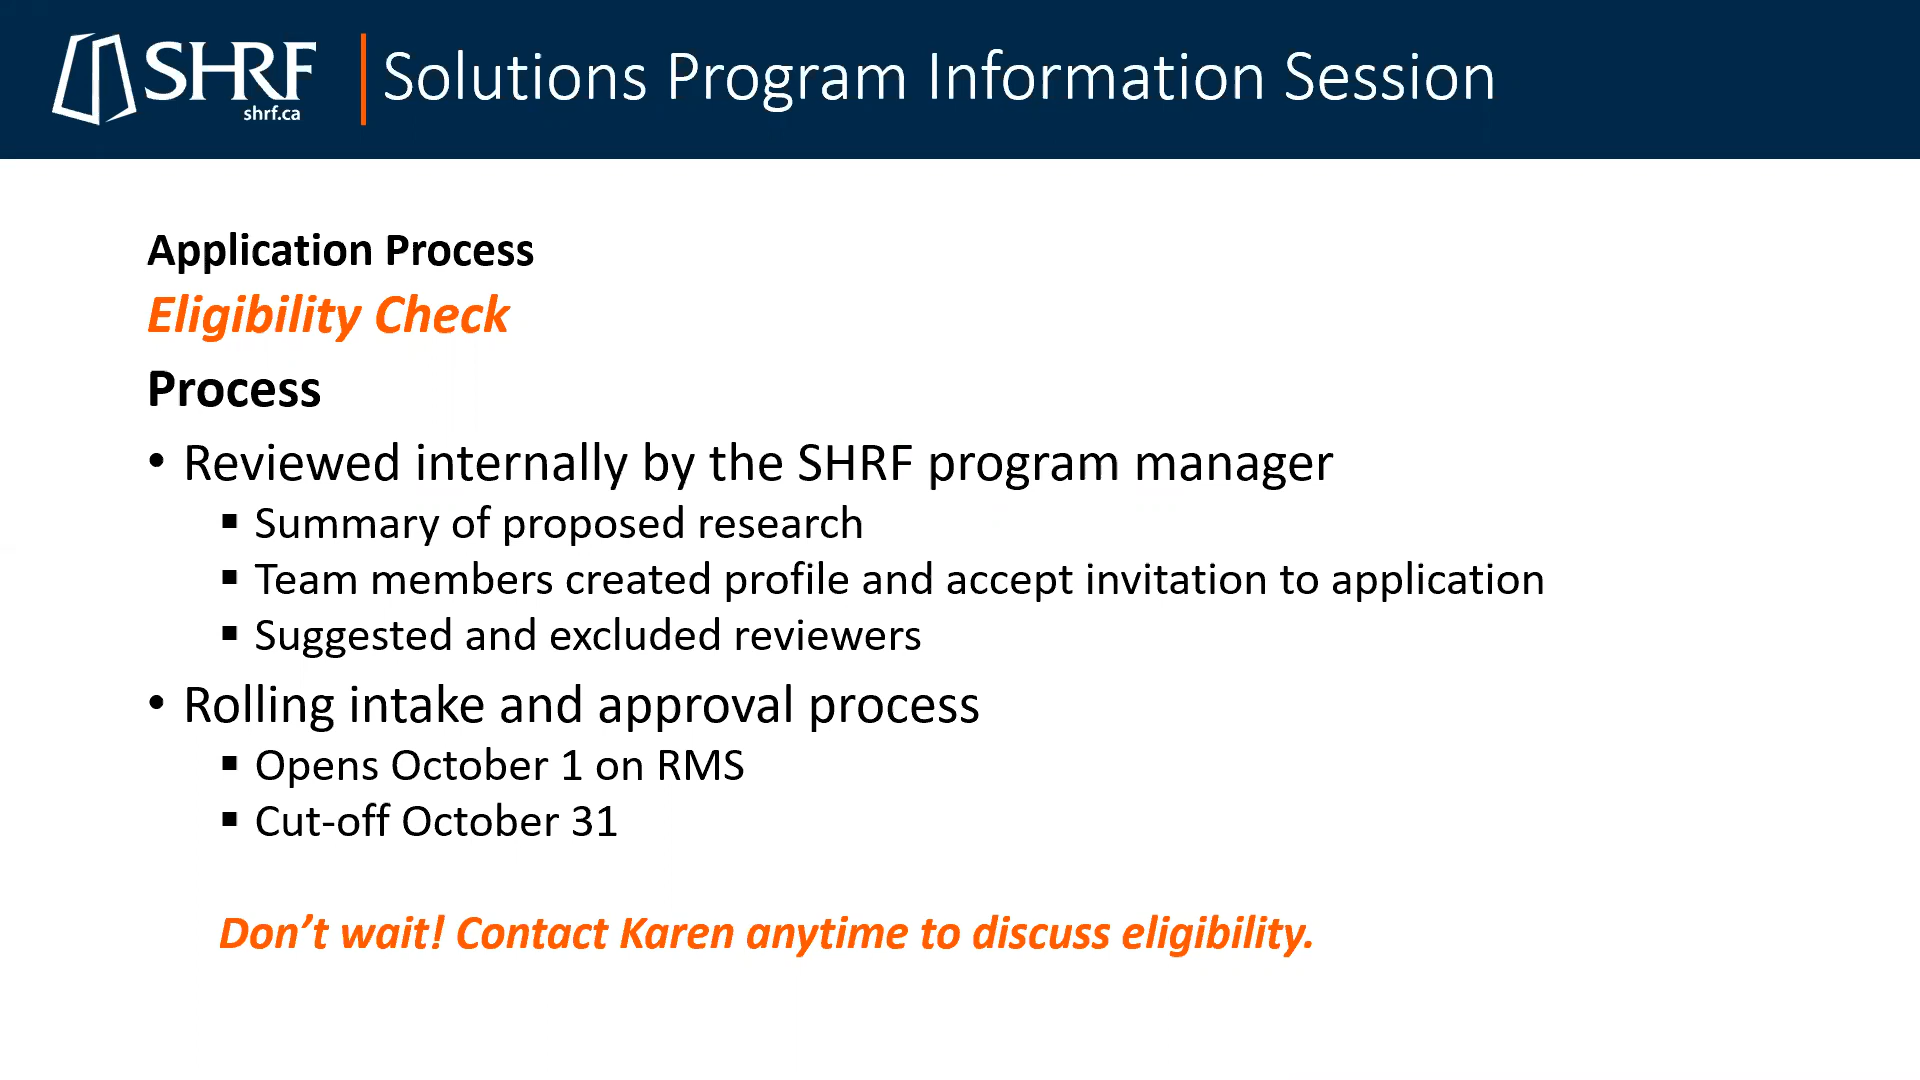 SHRF
shrf.ca
Solutions Program Information Session
Application Process
Eligibility Check
Process
• Reviewed internally by the SHRF program manager
▪ Summary of proposed research
▪ Team members created profile and accept invitation to application
▪ Suggested and excluded reviewers
• Rolling intake and approval process
▪ Opens October 1 on RMS
▪ Cut-off October 31
Don’t wait! Contact Karen anytime to discuss eligibility.